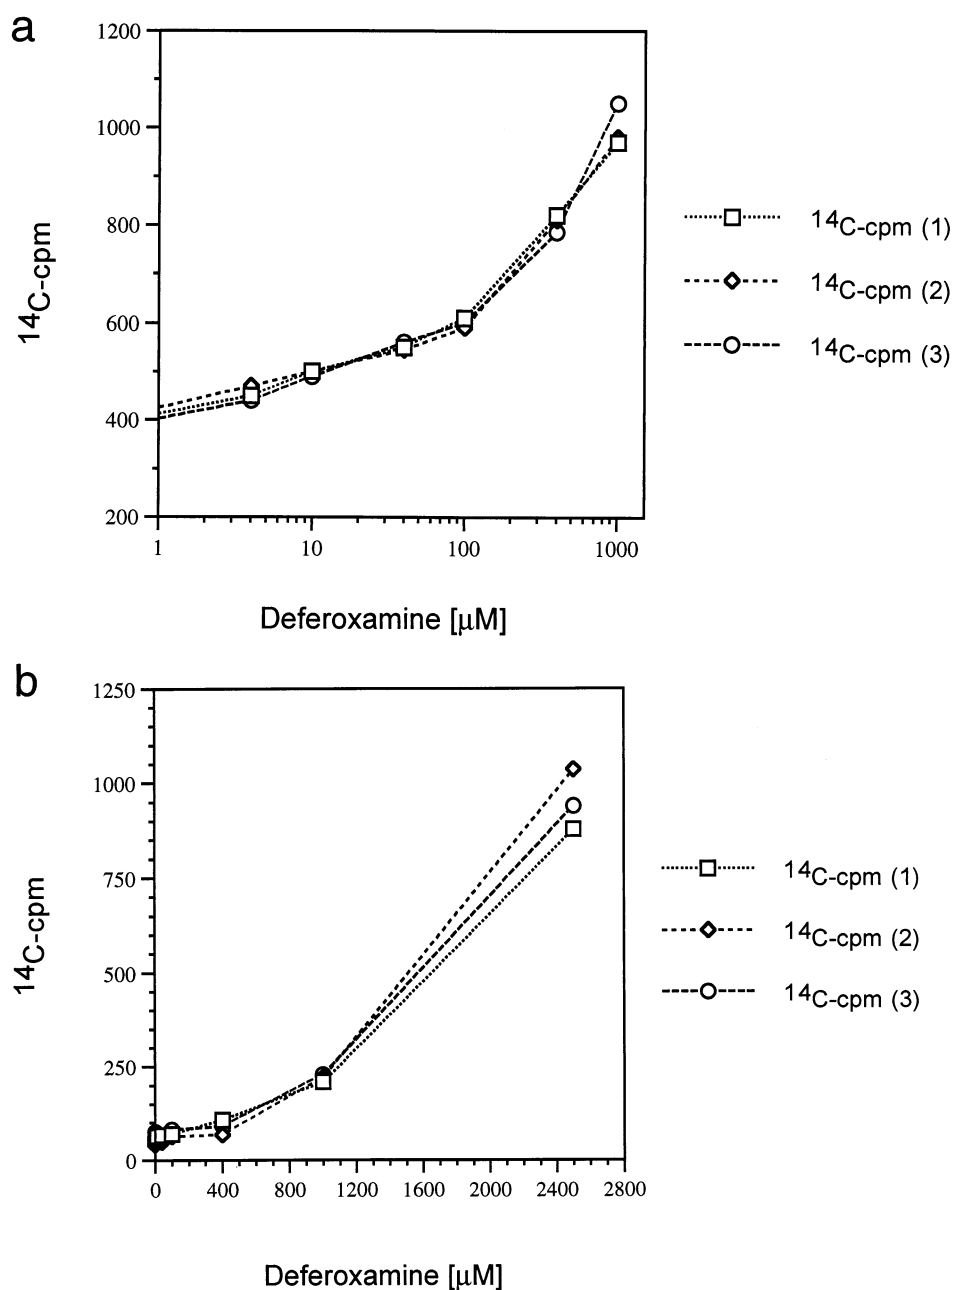 a
1200
1000
800
600
400
200
14C-cpm
1 10 100 1000
Deferoxamine [µM]
14C-cpm (1)
14C-cpm (2)
14C-cpm (3)
b
1250
1000
750
500
250
0
14C-cpm
0 400 800 1200 1600 2000 2400 2800
Deferoxamine [µM]
14C-cpm (1)
14C-cpm (2)
14C-cpm (3)